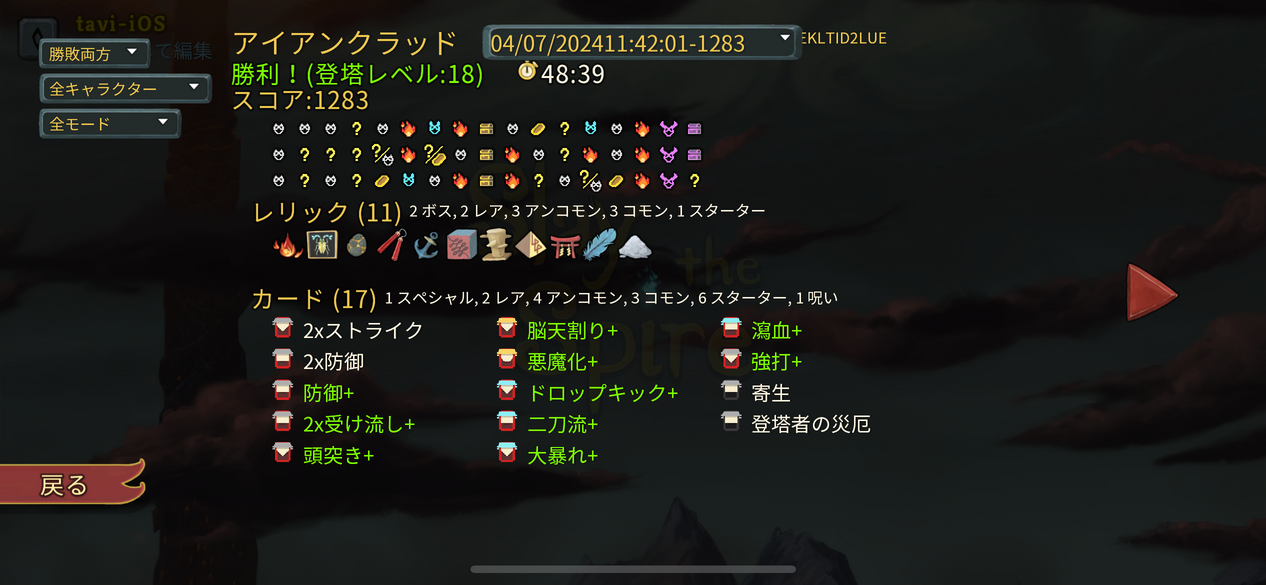 tavi-iOS
て編集
勝敗両方
全キャラクター
全モード
アイアンクラッド
04/07/202411:42:01-1283
EKLTID2LUE
勝利！(登塔レベル:18)
48:39
スコア:1283
レリック (11) 2 ボス, 2 レア, 3 アンコモン, 3 コモン, 1 スターター
カード (17) 1 スペシャル, 2 レア, 4 アンコモン, 3 コモン, 6 スターター, 1 呪い
2xストライク
2x防御
防御+
2x受け流し+
頭突き+
脳天割り+
悪魔化+
ドロップキック+
二刀流+
大暴れ+
瀉血+
強打+
寄生
登塔者の災厄
戻る
the